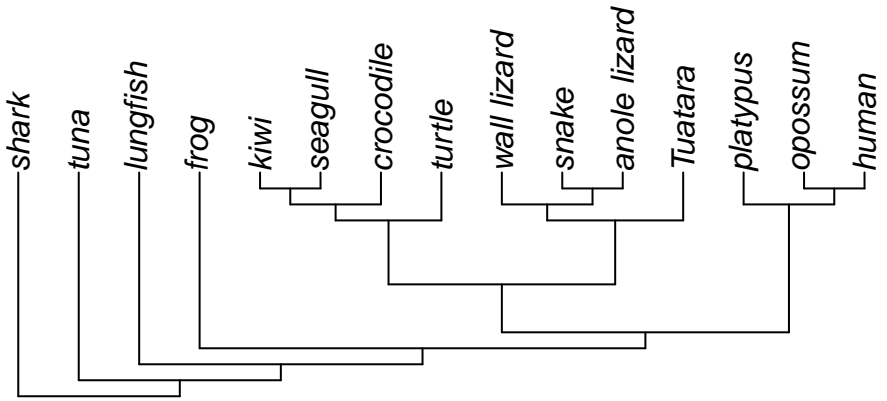 shark
tuna
lungfish
frog
kiwi
seagull
crocodile
turtle
wall lizard
snake
anole lizard
Tuatara
platypus
opossum
human